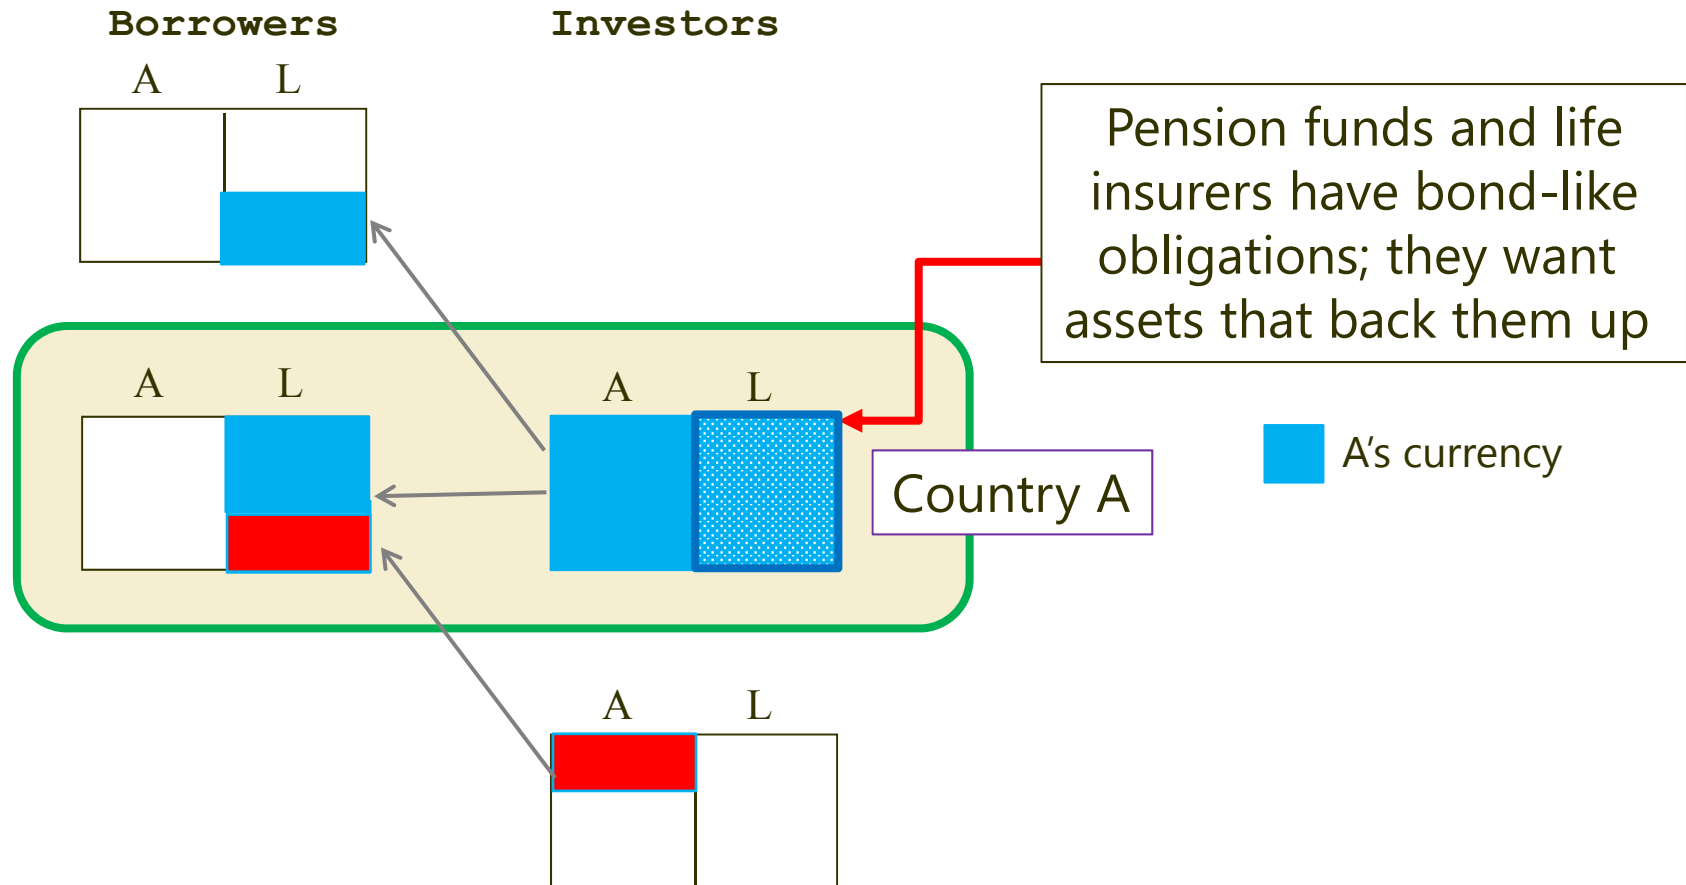 Borrowers Investors
A L
Pension funds and life
insurers have bond-like
obligations; they want
assets that back them up
A L
A L
A's currency
Country A
A L